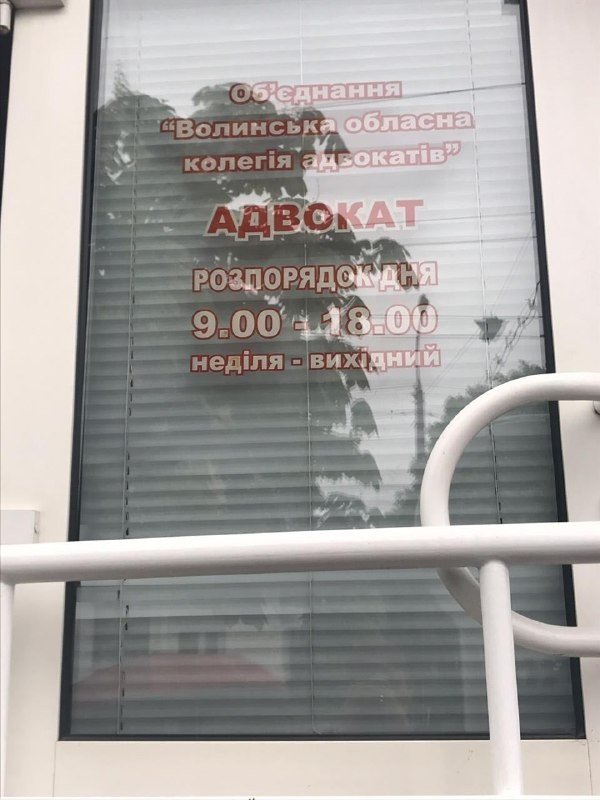 Об'єднання
“Волинська обласна
колегія адвокатів”
АДВОКАТ
РОЗПОРЯДОК ДНЯ
9.00 - 18.00
неділя - вихідний